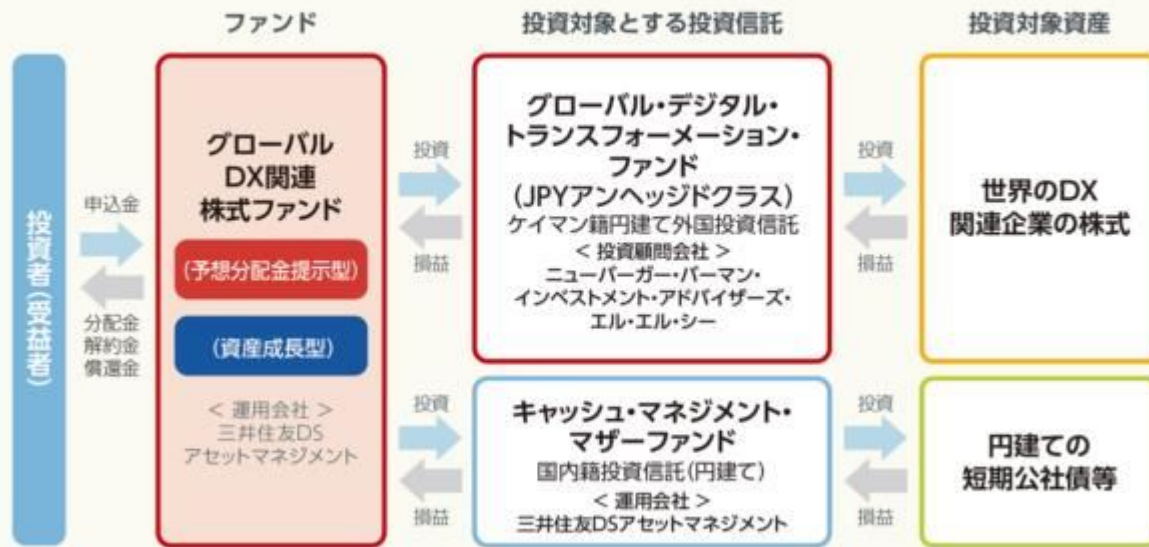 ファンド
投資対象とする投資信託
投資対象資産
投資者(受益者)
申込金
分配金
解約金
償還金
グローバル
DX関連
株式ファンド
(予想分配金提示型)
(資産成長型)
< 運用会社 >
三井住友DS
アセットマネジメント
投資
損益
グローバル・デジタル・
トランスフォーメーション・
ファンド
(JPYアンヘッジドクラス)
ケイマン籍円建て外国投資信託
< 投資顧問会社 >
ニューバーガー・バーマン・
インベストメント・アドバイザーズ・
エル・エル・シー
投資
損益
世界のDX
関連企業の株式
投資
損益
キャッシュ・マネジメント・
マザーファンド
国内籍投資信託(円建て)
< 運用会社 >
三井住友DSアセットマネジメント
投資
損益
円建ての
短期公社債等